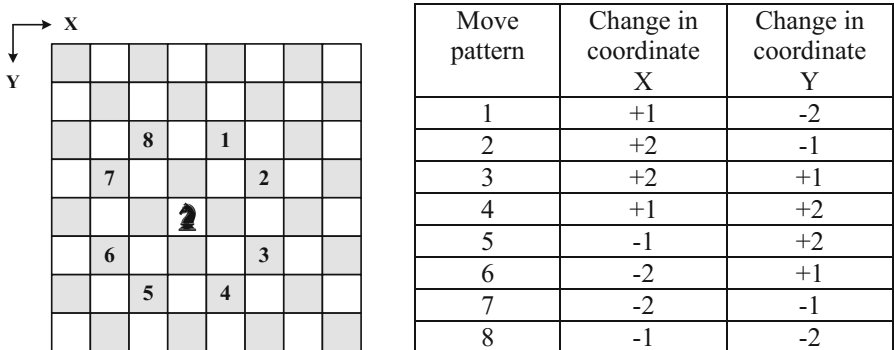 X
Y
8 1
7 2
6 3
5 4
Move pattern Change in coordinate X Change in coordinate Y
1 +1 -2
2 +2 -1
3 +2 +1
4 +1 +2
5 -1 +2
6 -2 +1
7 -2 -1
8 -1 -2